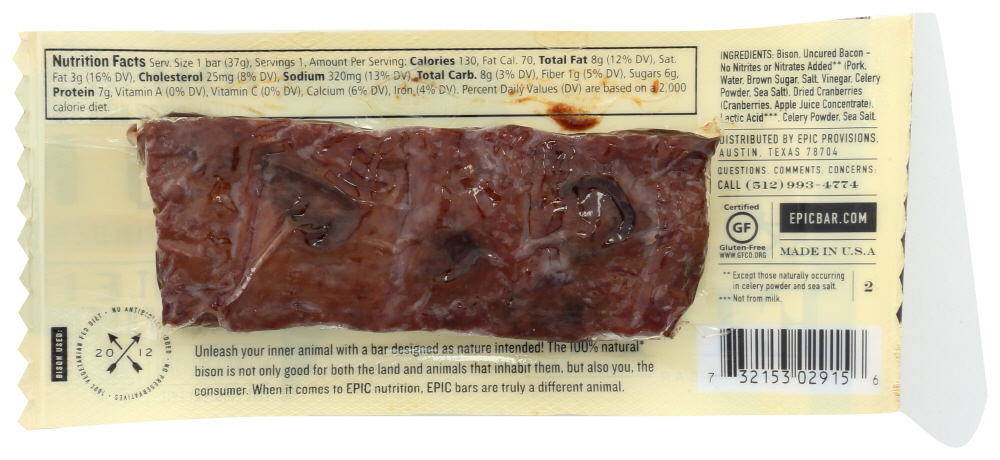 Nutrition Facts Serv. Size 1 bar (37g), Servings 1, Amount Per Serving: Calories 130, Fat Cal. 70, Total Fat 8g (12% DV), Sat.
Fat 3g (16% DV), Cholesterol 25mg (8% DV), Sodium 320mg (13% DV), Total Carb. 8g (3% DV), Fiber 1g (5% DV), Sugars 6g,
Protein 7g, Vitamin A (0% DV), Vitamin C (0% DV), Calcium (6% DV), Iron (4% DV). Percent Daily Values (DV) are based on a 2,000
calorie diet.
INGREDIENTS: Bison, Uncured Bacon -
No Nitrites or Nitrates Added** (Pork,
Water, Brown Sugar, Salt, Vinegar, Celery
Powder, Sea Salt), Dried Cranberries
(Cranberries, Apple Juice Concentrate),
Lactic Acid***, Celery Powder, Sea Salt.
DISTRIBUTED BY EPIC PROVISIONS,
AUSTIN, TEXAS 78704
QUESTIONS, COMMENTS, CONCERNS:
CALL (512) 993-4774
Certified
GF
Gluten-Free
WWW.GFCO.ORG
EPICBAR.COM
MADE IN U.S.A
** Except those naturally occurring
in celery powder and sea salt.
*** Not from milk.
2
BISON USED:
100% VEGETARIAN FED DIET • NO ANTIBIOTICS • NO PRESERVATIVES •
20 12
Unleash your inner animal with a bar designed as nature intended! The 100% natural*
bison is not only good for both the land and animals that inhabit them, but also you, the
consumer. When it comes to EPIC nutrition, EPIC bars are truly a different animal.
7 32153 02915 6